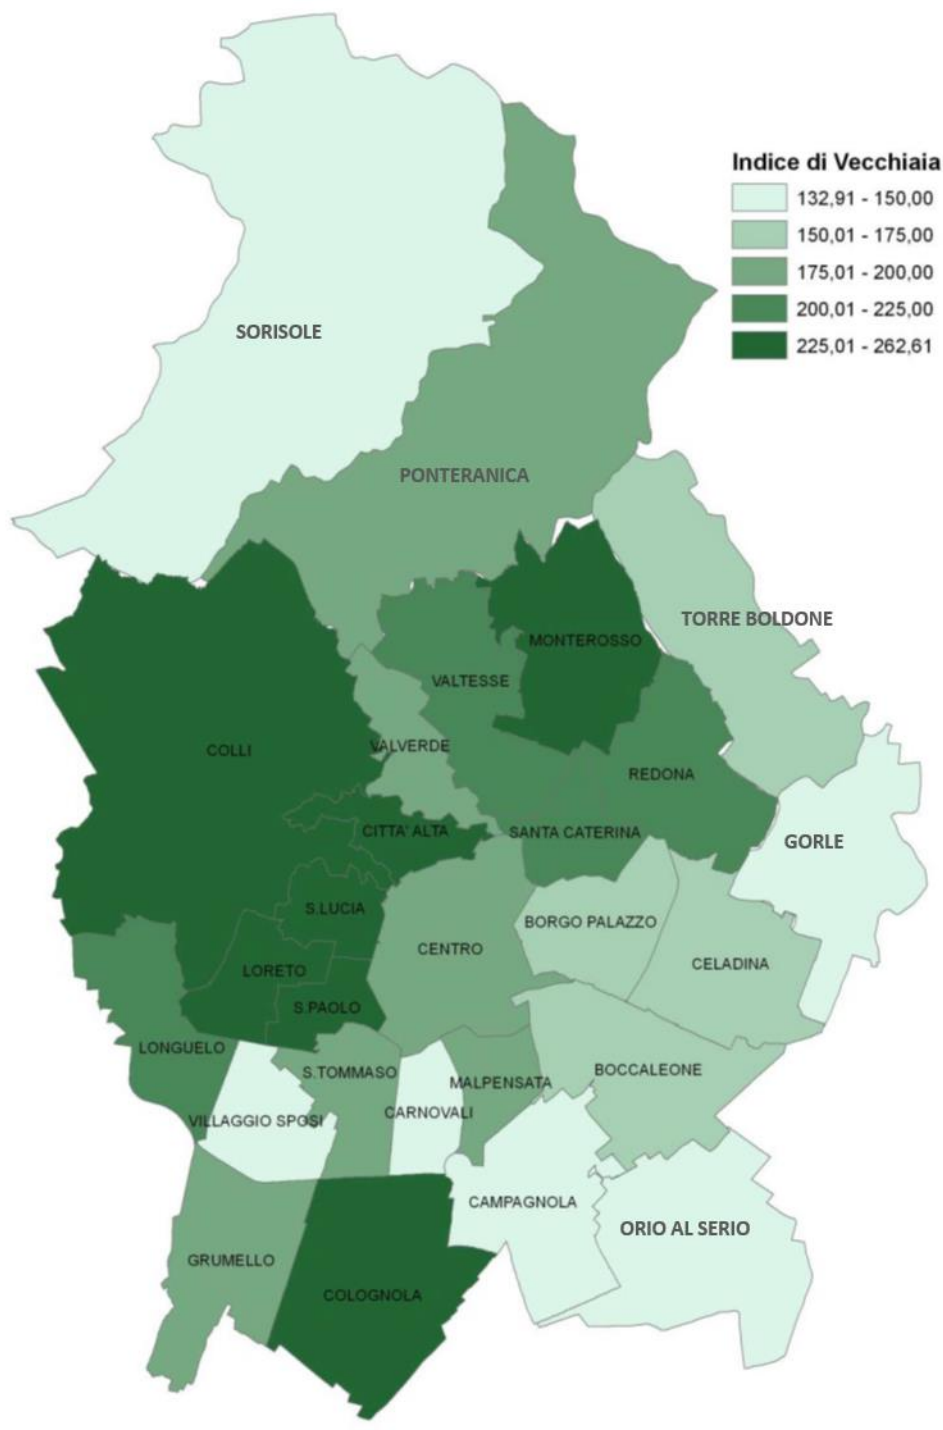 Indice di Vecchiaia
132,91 - 150,00
150,01 - 175,00
175,01 - 200,00
200,01 - 225,00
225,01 - 262,61
SORISOLE
PONTERANICA
TORRE BOLDONE
MONTEROSSO
VALTESSE
COLLI
VALVERDE
REDONA
CITTA' ALTA
SANTA CATERINA
GORLE
S.LUCIA
BORGO PALAZZO
CENTRO
CELADINA
LORETO
S.PAOLO
LONGUELO
S.TOMMASO
BOCCALEONE
MALPENSATA
CARNOVALI
VILLAGGIO SPOSI
CAMPAGNOLA
ORIO AL SERIO
GRUMELLO
COLOGNOLA